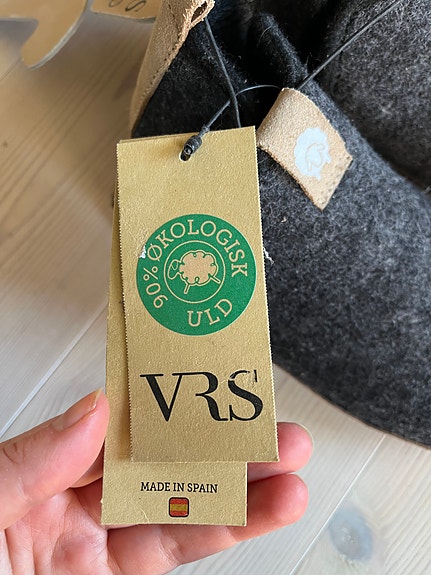 90% ØKOLOGISK
ULD
VRS
MADE IN SPAIN